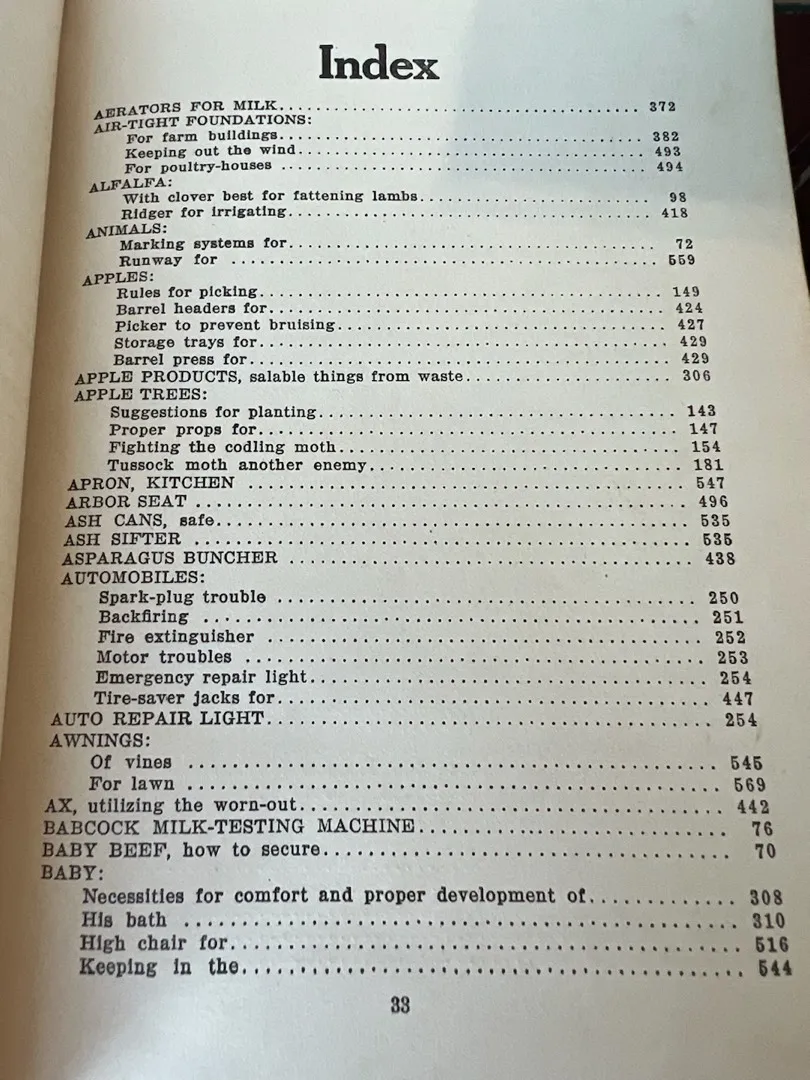 Index
AERATORS FOR MILK........................................ 372
AIR-TIGHT FOUNDATIONS:
For farm buildings........................................ 382
Keeping out the wind........................................ 493
For poultry-houses ........................................ 494
ALFALFA:
With clover best for fattening lambs.......................... 98
Ridger for irrigating........................................ 418
ANIMALS:
Marking systems for........................................ 72
Runway for ........................................ 559
APPLES:
Rules for picking........................................ 149
Barrel headers for........................................ 424
Picker to prevent bruising................................ 427
Storage trays for........................................ 429
Barrel press for........................................ 429
APPLE PRODUCTS, salable things from waste....................... 306
APPLE TREES:
Suggestions for planting................................... 143
Proper props for........................................ 147
Fighting the codling moth................................. 154
Tussock moth another enemy.............................. 181
APRON, KITCHEN ........................................ 547
ARBOR SEAT ........................................ 496
ASH CANS, safe........................................ 535
ASH SIFTER ........................................ 535
ASPARAGUS BUNCHER ..................................... 438
AUTOMOBILES:
Spark-plug trouble ...................................... 250
Backfiring ........................................ 251
Fire extinguisher ...................................... 252
Motor troubles ........................................ 253
Emergency repair light................................... 254
Tire-saver jacks for...................................... 447
AUTO REPAIR LIGHT...................................... 254
AWNINGS:
Of vines ........................................ 545
For lawn ........................................ 569
AX, utilizing the worn-out................................... 442
BABCOCK MILK-TESTING MACHINE........................... 76
BABY BEEF, how to secure................................... 70
BABY:
Necessities for comfort and proper development of............. 308
His bath ........................................ 310
High chair for........................................ 516
Keeping in the........................................ 544
33